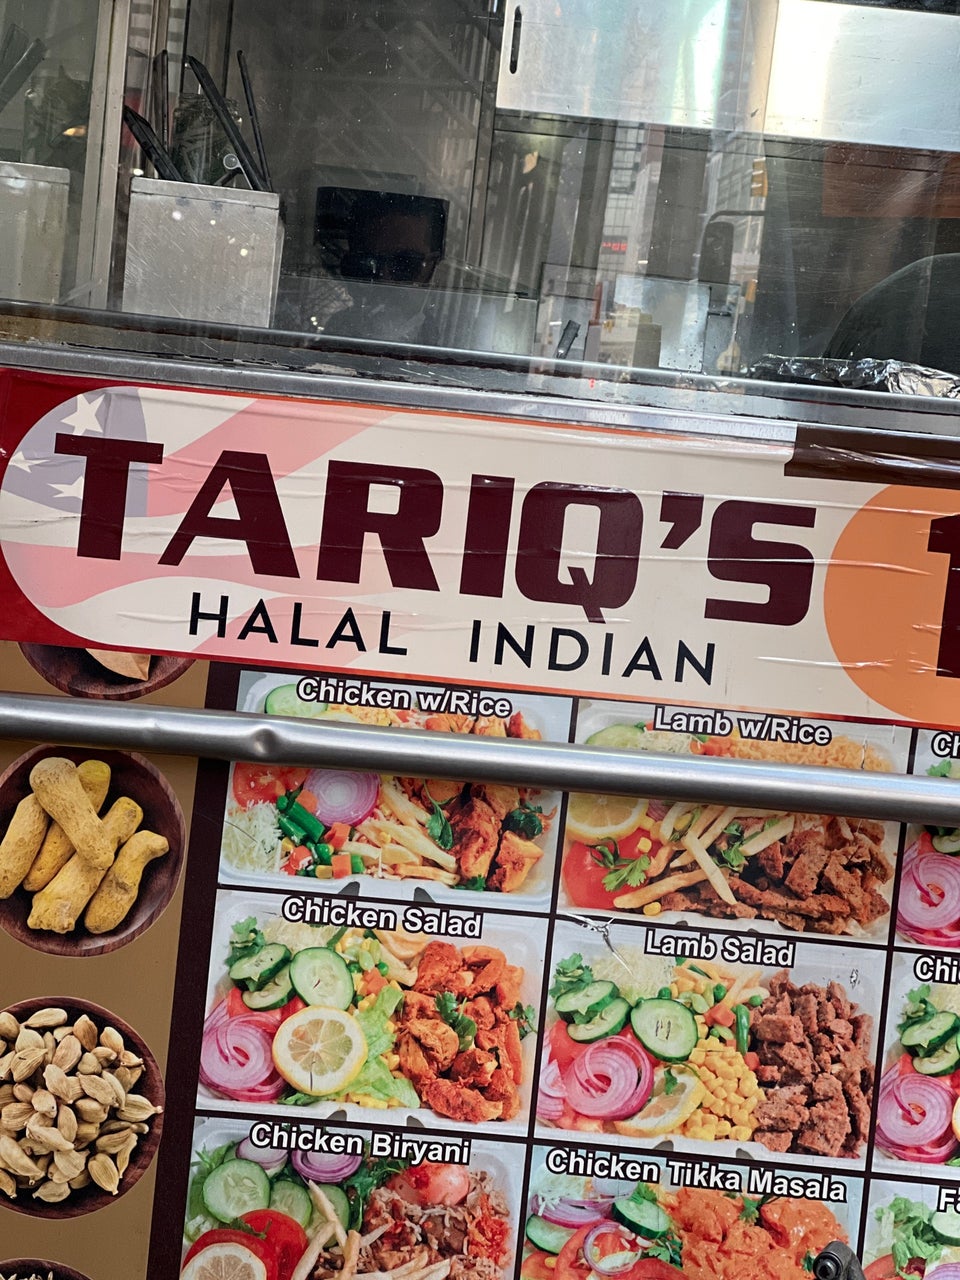 TARIQ'S
HALAL INDIAN
Chicken w/Rice
Lamb w/Rice
Chicken Salad
Lamb Salad
Chicken Biryani
Chicken Tikka Masala